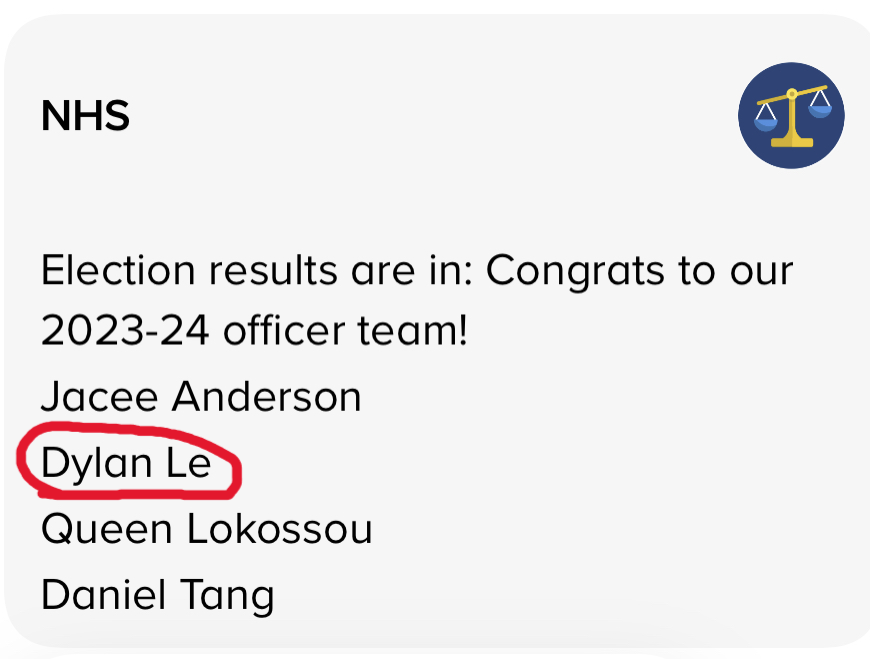 NHS
Election results are in: Congrats to our
2023-24 officer team!
Jacee Anderson
Dylan Le
Queen Lokossou
Daniel Tang